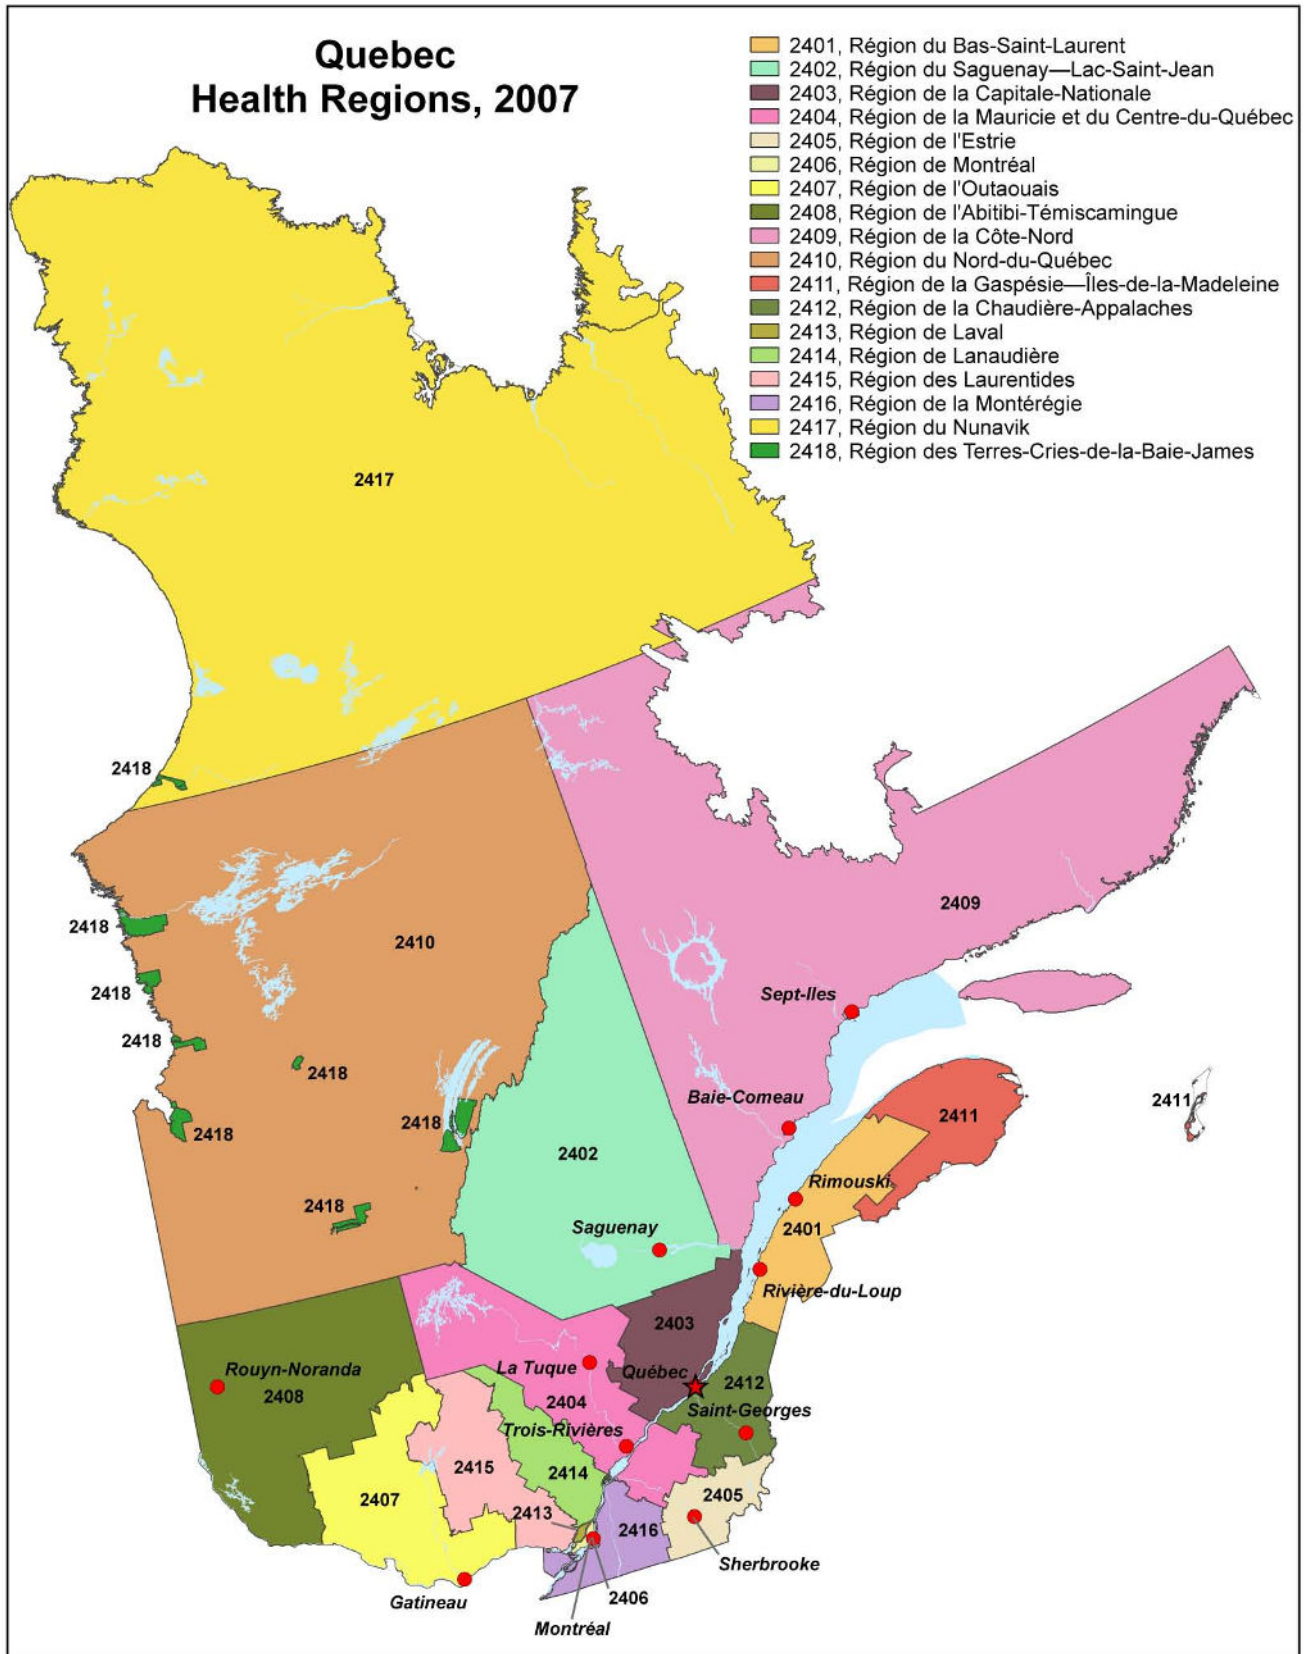 Quebec
Health Regions, 2007
2401, Région du Bas-Saint-Laurent
2402, Région du Saguenay—Lac-Saint-Jean
2403, Région de la Capitale-Nationale
2404, Région de la Mauricie et du Centre-du-Québec
2405, Région de l'Estrie
2406, Région de Montréal
2407, Région de l'Outaouais
2408, Région de l'Abitibi-Témiscamingue
2409, Région de la Côte-Nord
2410, Région du Nord-du-Québec
2411, Région de la Gaspésie—Îles-de-la-Madeleine
2412, Région de la Chaudière-Appalaches
2413, Région de Laval
2414, Région de Lanaudière
2415, Région des Laurentides
2416, Région de la Montérégie
2417, Région du Nunavik
2418, Région des Terres-Cries-de-la-Baie-James
2417
2418
2409
2418
2410
2418
Sept-Iles
2418
2418
Baie-Comeau
2411
2411
2418
2418
2402
Rimouski
2418
Saguenay
2401
Rivière-du-Loup
2403
Rouyn-Noranda
La Tuque
Québec
2412
2408
2404
Saint-Georges
Trois-Rivières
2415
2414
2405
2407
2413
2416
Sherbrooke
Gatineau
2406
Montréal